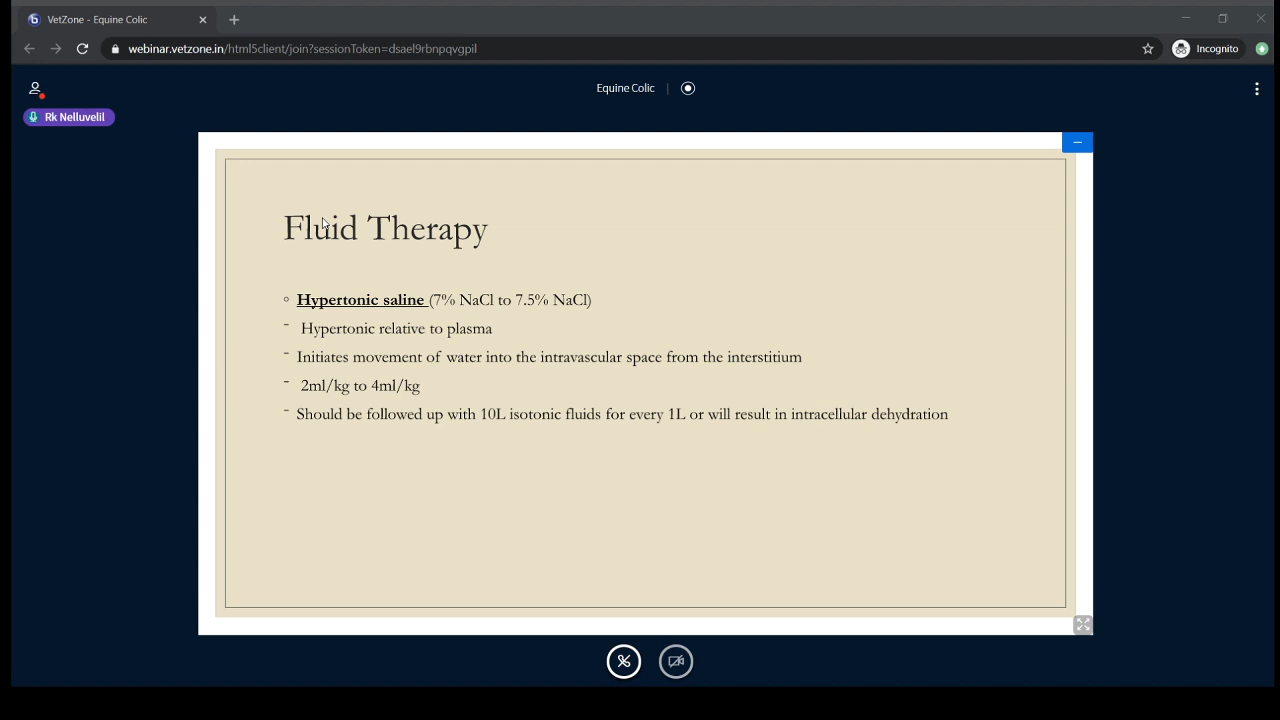 VetZone - Equine Colic
webinar.vetzone.in/html5client/join?sessionToken=dsael9rbnpqvgpil
Incognito
Equine Colic
Rk Nelluvelil
Fluid Therapy
◦ Hypertonic saline (7% NaCl to 7.5% NaCl)
- Hypertonic relative to plasma
- Initiates movement of water into the intravascular space from the interstitium
- 2ml/kg to 4ml/kg
- Should be followed up with 10L isotonic fluids for every 1L or will result in intracellular dehydration